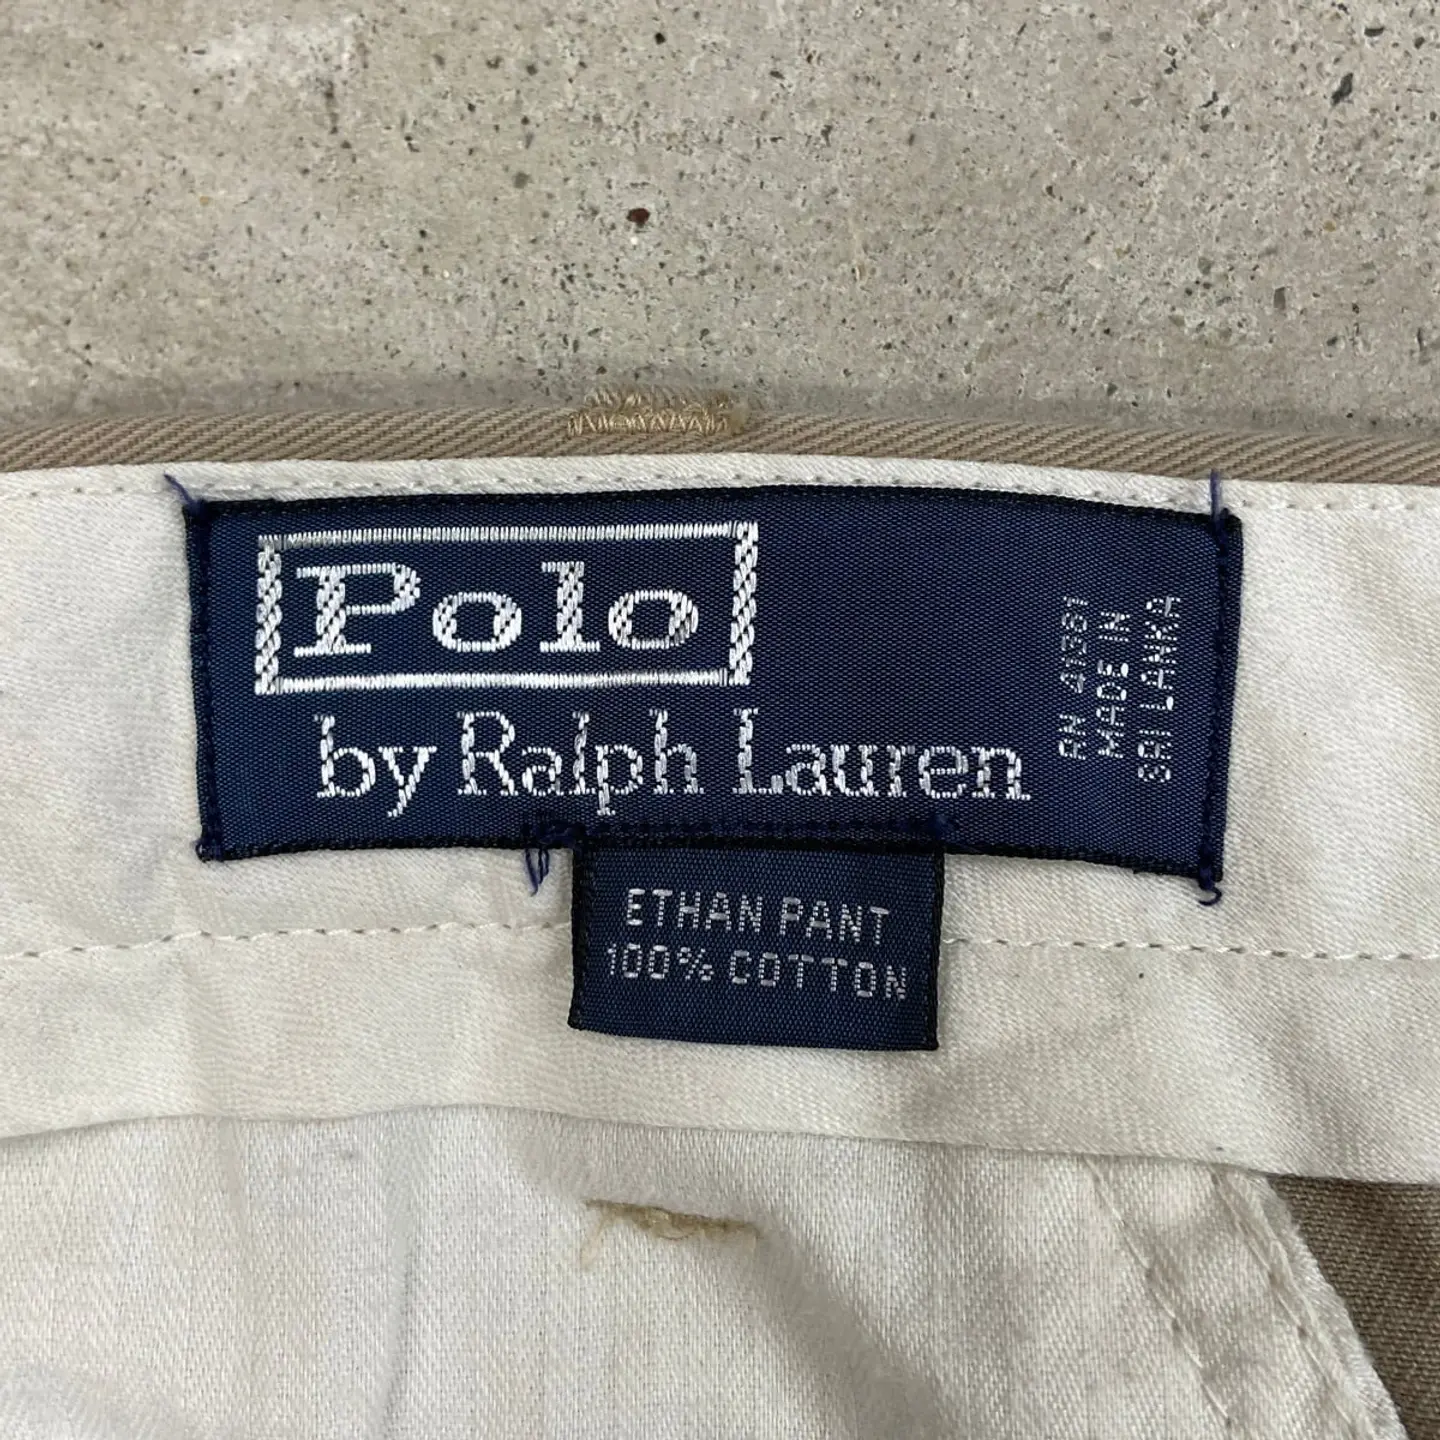 Polo
by Ralph Lauren
RN 41381
MADE IN
SRI LANKA
ETHAN PANT
100% COTTON